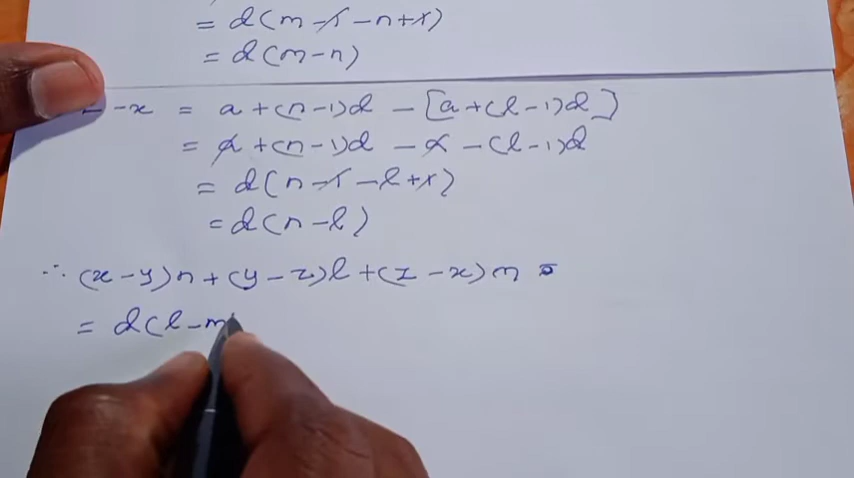 = d(m-1-n+1)
= d(m-n)
-x = a+(n-1)d - [a+(l-1)d]
= a+(n-1)d - a - (l-1)d
= d(n-1-l+1)
= d(n-l)
∴ (x-y)n+(y-z)l+(z-x)m =
= d(l-m